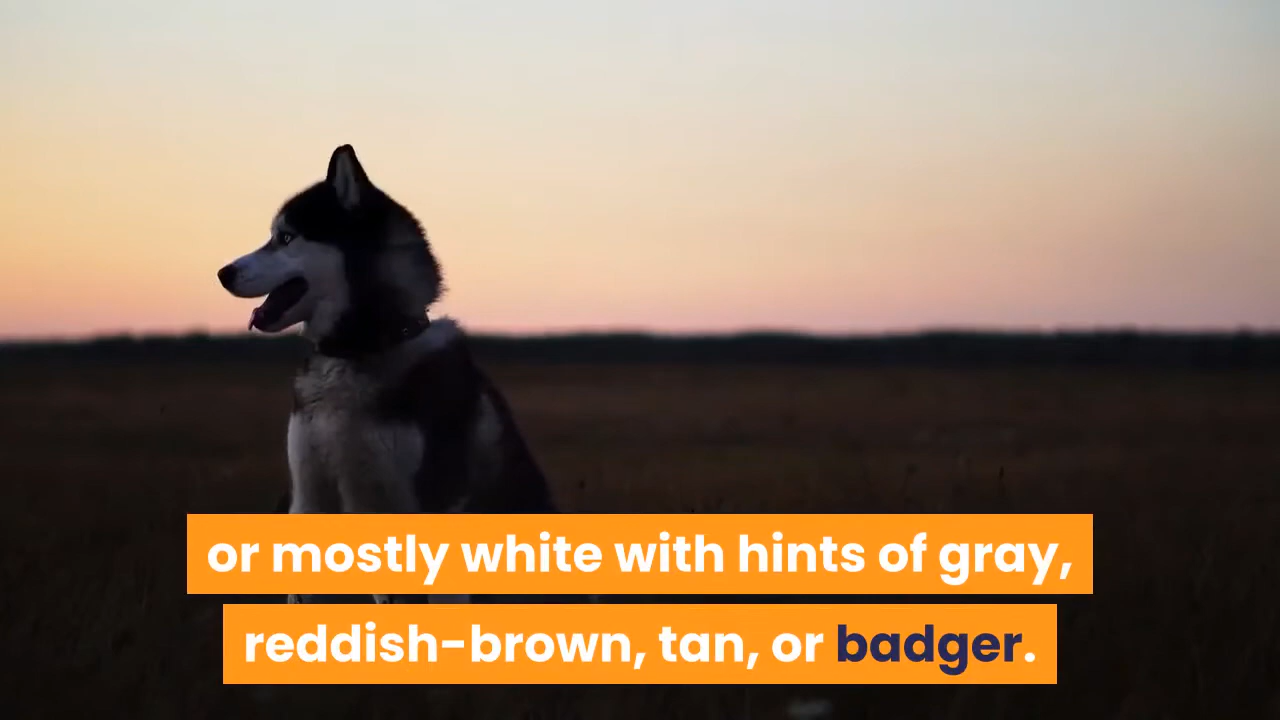 or mostly white with hints of gray,
reddish-brown, tan, or badger.